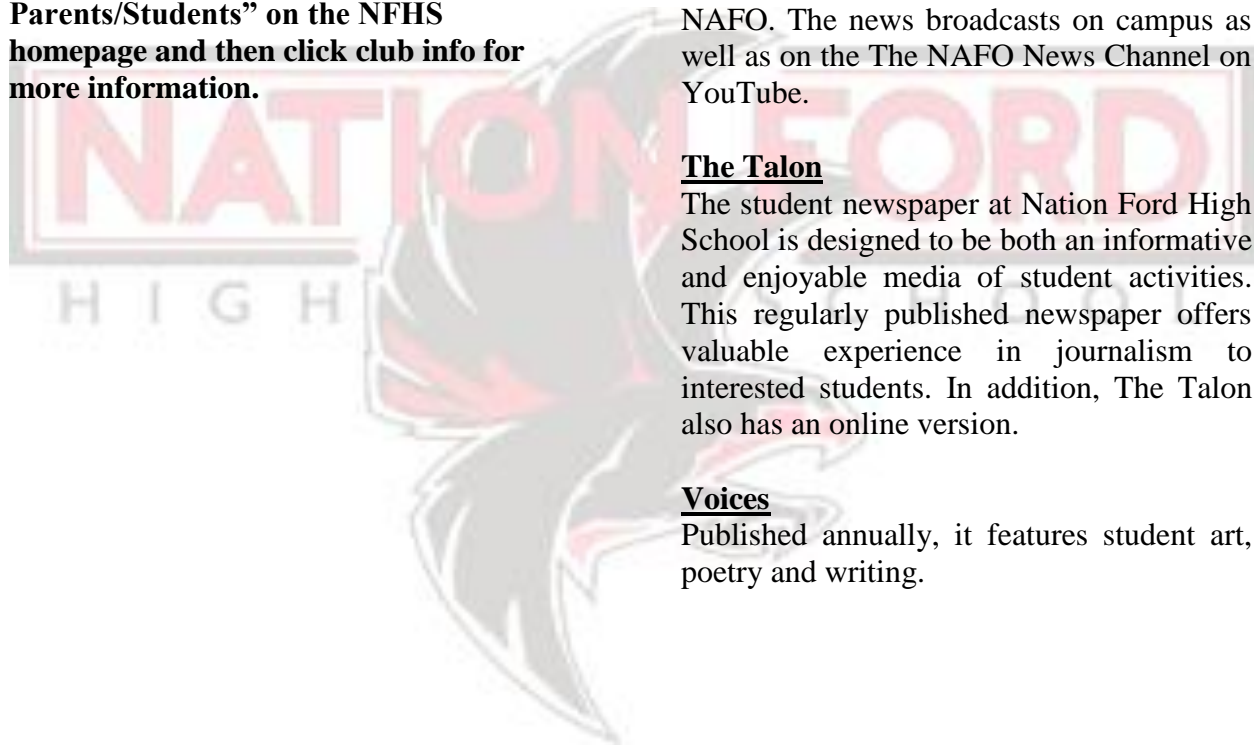 Parents/Students” on the NFHS
homepage and then click club info for
more information.
NAFO. The news broadcasts on campus as
well as on the The NAFO News Channel on
YouTube.
The Talon
The student newspaper at Nation Ford High
School is designed to be both an informative
and enjoyable media of student activities.
This regularly published newspaper offers
valuable experience in journalism to
interested students. In addition, The Talon
also has an online version.
Voices
Published annually, it features student art,
poetry and writing.
NATION FORD
HIGH SCHOOL